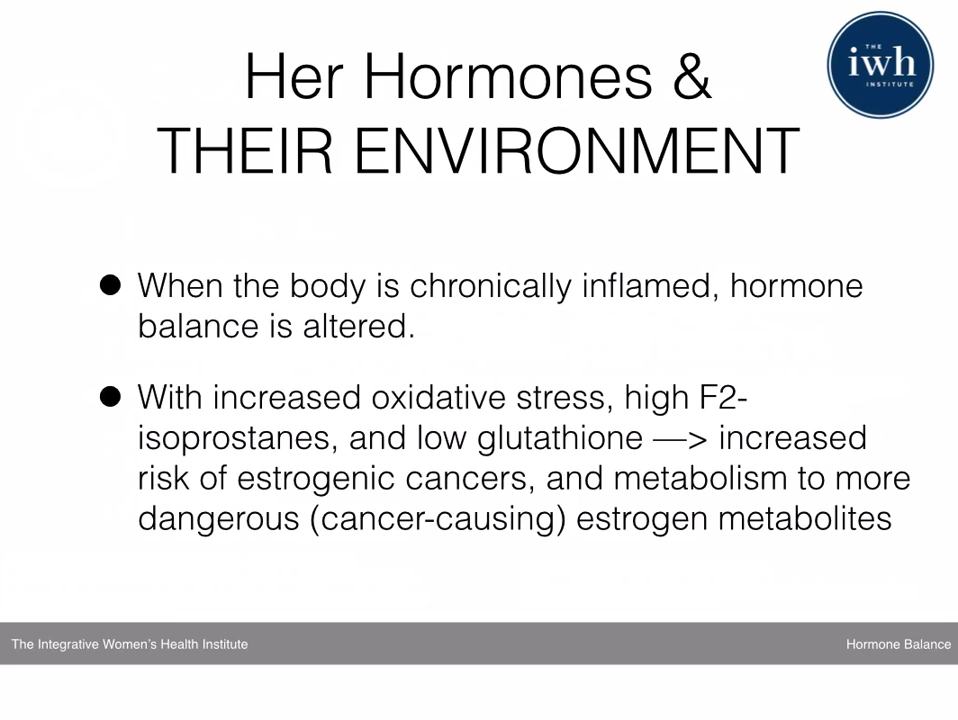 Her Hormones &
THEIR ENVIRONMENT
THE
iwh
INSTITUTE
● When the body is chronically inflamed, hormone
balance is altered.
● With increased oxidative stress, high F2-
isoprostanes, and low glutathione —> increased
risk of estrogenic cancers, and metabolism to more
dangerous (cancer-causing) estrogen metabolites
The Integrative Women’s Health Institute
Hormone Balance